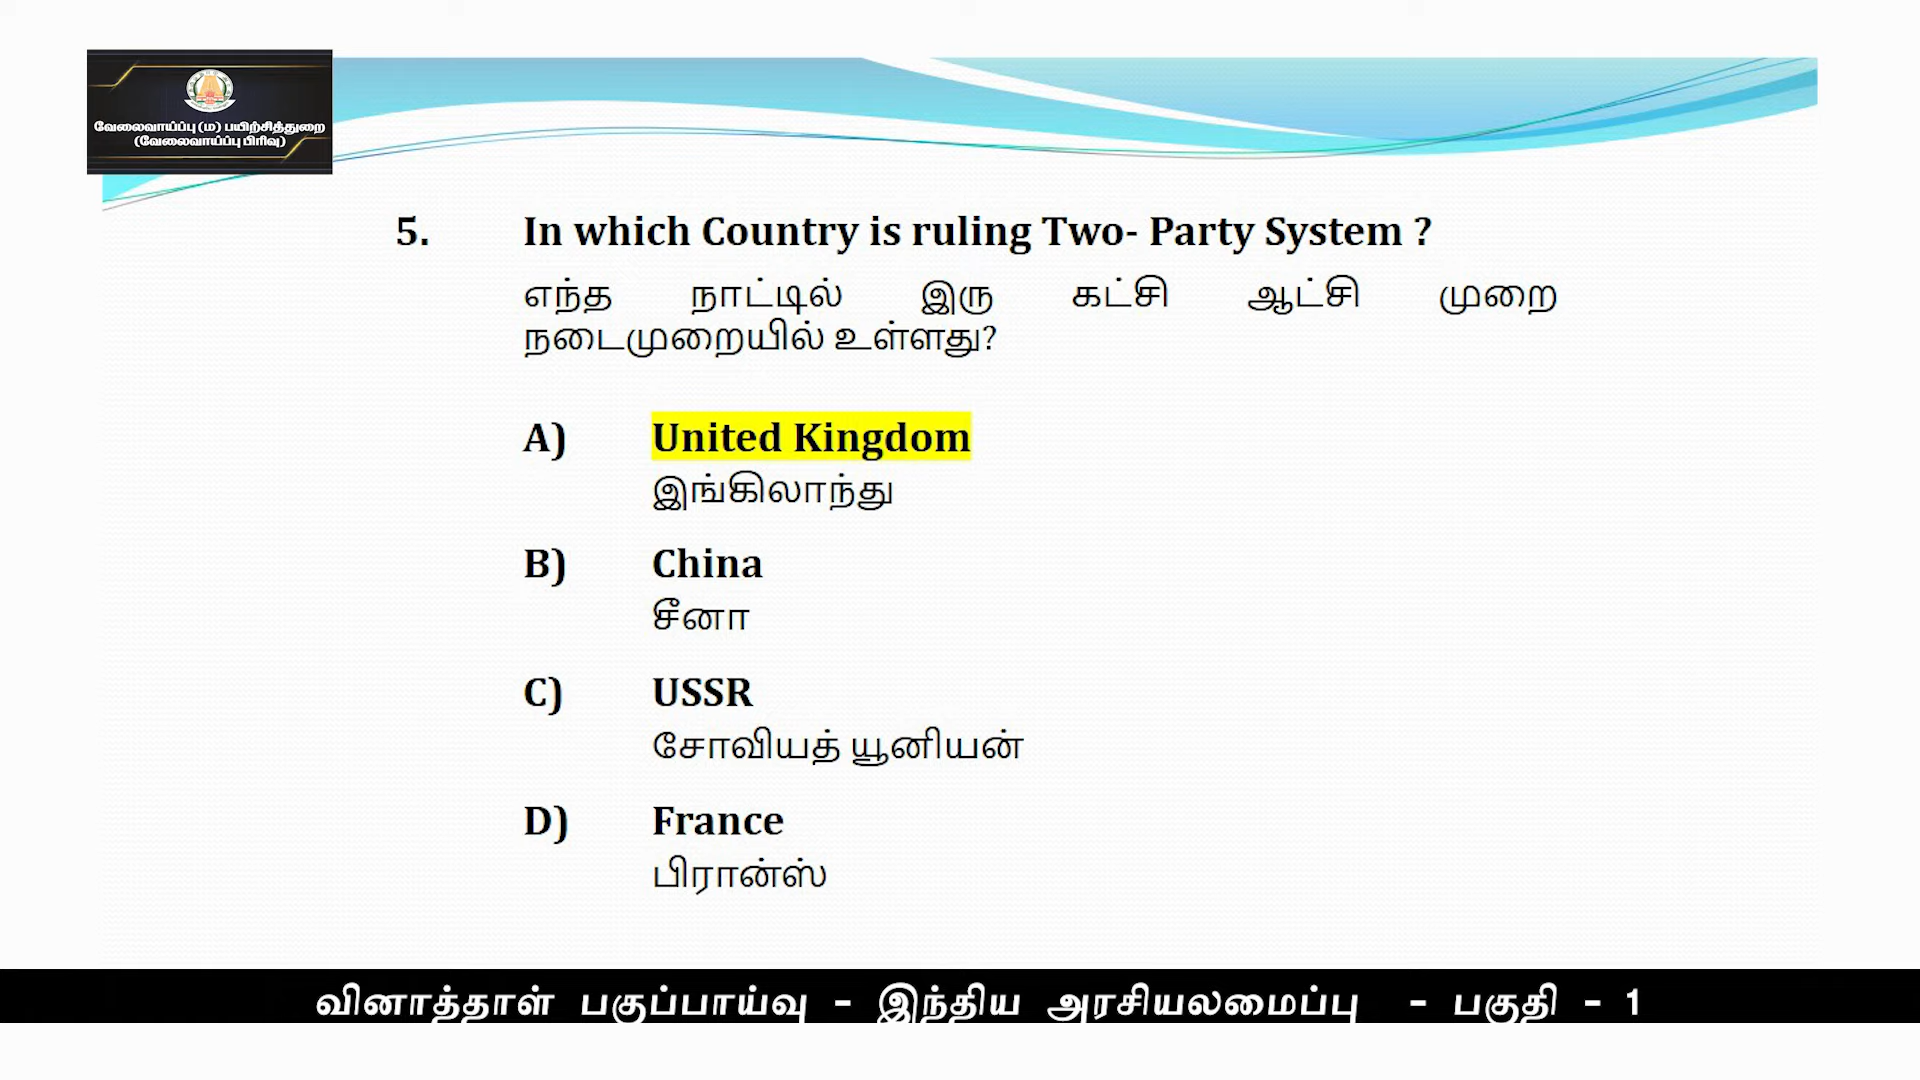 வேலைவாய்ப்பு (ம) பயிற்சித்துறை
(வேலைவாய்ப்பு பிரிவு)
5. In which Country is ruling Two- Party System ?
எந்த நாட்டில் இரு கட்சி ஆட்சி முறை
நடைமுறையில் உள்ளது?
A) United Kingdom
இங்கிலாந்து
B) China
சீனா
C) USSR
சோவியத் யூனியன்
D) France
பிரான்ஸ்
வினாத்தாள் பகுப்பாய்வு - இந்திய அரசியலமைப்பு - பகுதி - 1